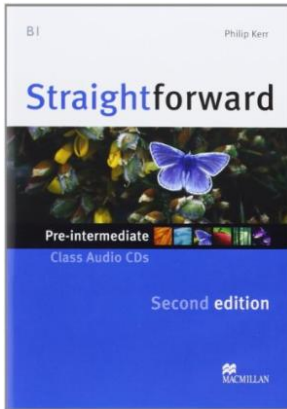 B1
Philip Kerr
Straightforward
Pre-intermediate
Class Audio CDs
Second edition
MACMILLAN